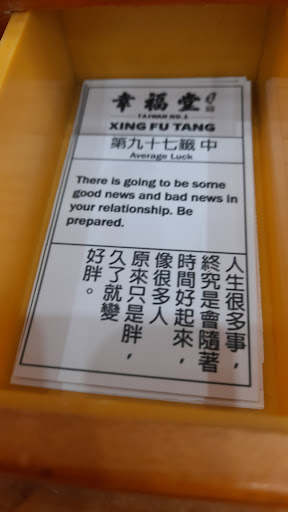 幸福堂
TAIWAN NO.1
XING FU TANG
第九十七籤 中
Average Luck
There is going to be some
good news and bad news in
your relationship. Be
prepared.
人生很多事，
終究是會隨著
時間好起來，
像很多人
原來只是胖，
久了就變
好胖。